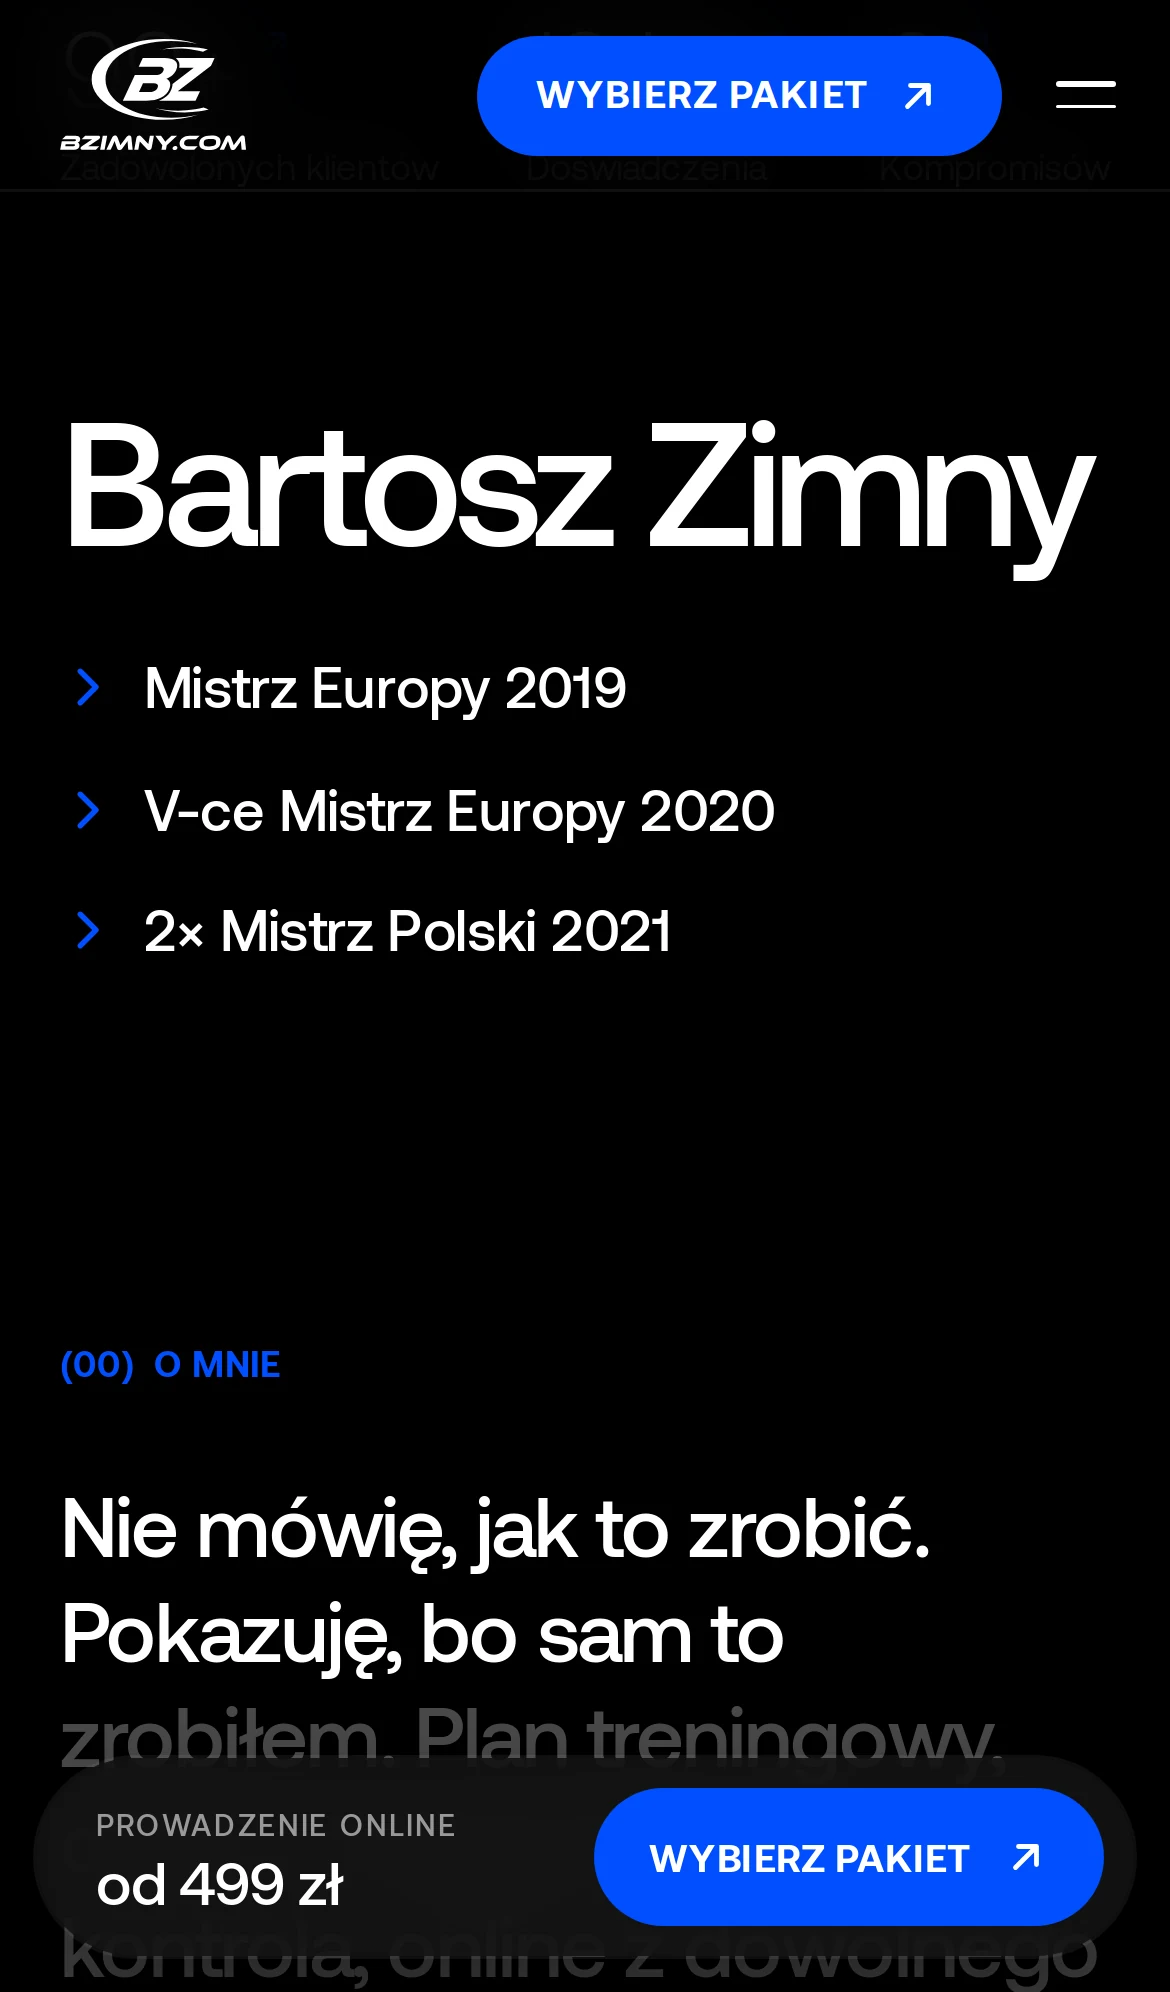 BZ
BZIMNY.COM
WYBIERZ PAKIET
Zadowolonych klientów
Doświadczenia
Kompromisów
Bartosz Zimny
Mistrz Europy 2019
V-ce Mistrz Europy 2020
2× Mistrz Polski 2021
(00) O MNIE
Nie mówię, jak to zrobić.
Pokazuję, bo sam to
zrobiłem. Plan treningowy,
PROWADZENIE ONLINE
od 499 zł
WYBIERZ PAKIET
kontrola, online z dowolnego